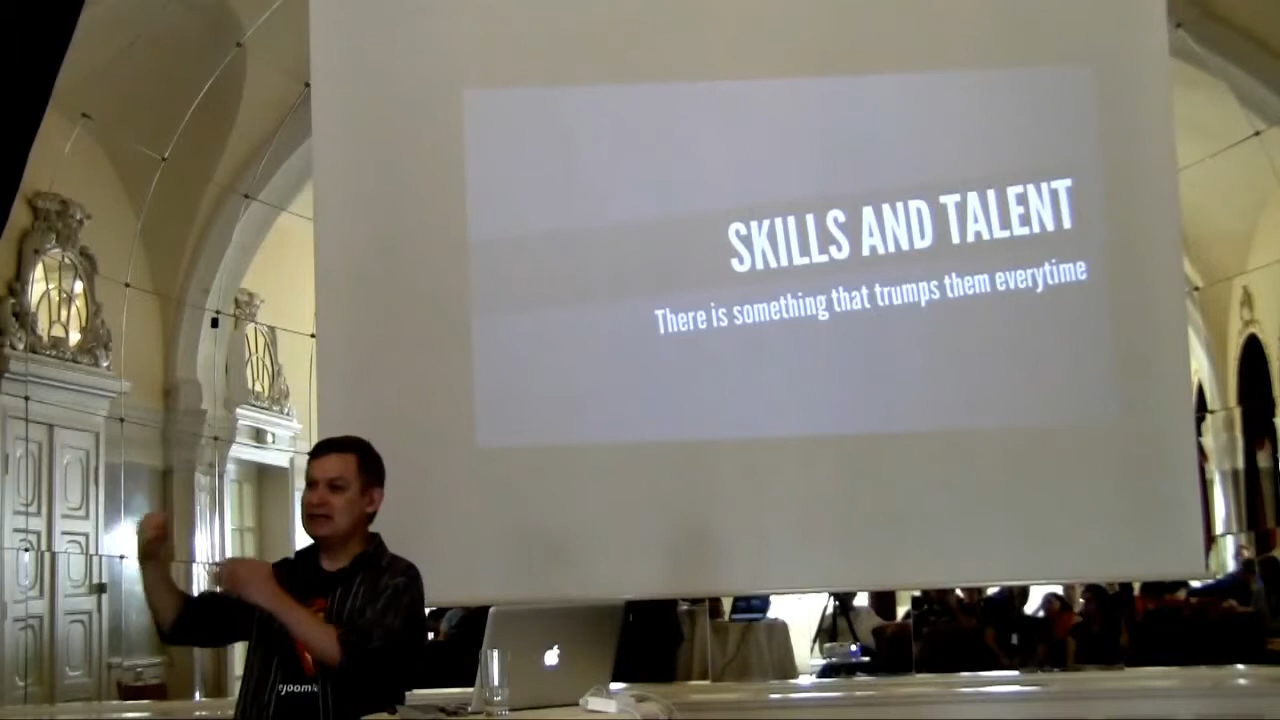 SKILLS AND TALENT
There is something that trumps them everytime